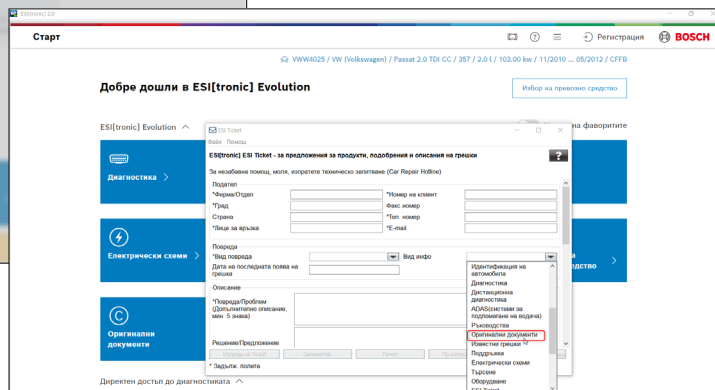 ESI[tronic] 2.0
Старт
Регистрация
BOSCH
VWW4025 / VW (Volkswagen) / Passat 2.0 TDI CC / 357 / 2.0 l / 103.00 kw / 11/2010 ... 05/2012 / CFFB
Добре дошли в ESI[tronic] Evolution
Избор на превозно средство
ESI[tronic] Evolution
на фаворитите
Диагностика
Електрически схеми
Оригинални
документи
Директен достъп до диагностиката
ESI Ticket
Файл Помощ
ESI[tronic] ESI Ticket - за предложения за продукти, подобрения и описания на грешки
?
За незабавна помощ, моля, изпратете техническо запитване (Car Repair Hotline)
Подател
*Фирма/Отдел
*Номер на клиент
*Град
Факс номер
Страна
*Тел. номер
*Лице за връзка
*E-mail
Повреда
*Вид повреда
Вид инфо
Дата на последната поява на
грешка
Описание
*Повреда/Проблем
(Допълнително описание,
мин. 5 знака)
Решение/Предложение
* Задълж. полета
Идентификация на
автомобила
Диагностика
Дистанционна
диагностика
ADAS(системи за
подпомагане на водача)
Ръководства
Оригинални документи
Известни грешки
Поддръжка
Електрически схеми
Търсене
Оборудване
ESI Ticket